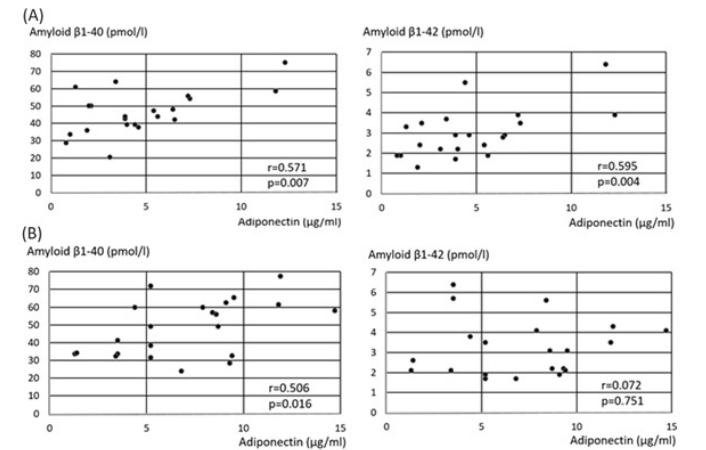 (A)
Amyloid β1-40 (pmol/l)
80
70
60
50
40
30
20
10
0
0
5
10
15
r=0.571
p=0.007
Adiponectin (μg/ml)
Amyloid β1-42 (pmol/l)
7
6
5
4
3
2
1
0
0
5
10
15
r=0.595
p=0.004
Adiponectin (μg/ml)
(B)
Amyloid β1-40 (pmol/l)
80
70
60
50
40
30
20
10
0
0
5
10
15
r=0.506
p=0.016
Adiponectin (μg/ml)
Amyloid β1-42 (pmol/l)
7
6
5
4
3
2
1
0
0
5
10
15
r=0.072
p=0.751
Adiponectin (μg/ml)